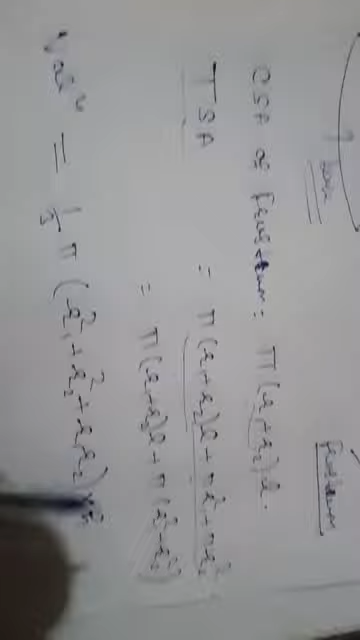 Frustum
CSA of Frustum = π(r₁+r₂)l.
TSA = π(r₁+r₂)l + πr₁² + πr₂²
= π(r₁+r₂)l + π(r₁²+r₂²)
= 1/3 π (r₁²+r₂²+r₁r₂)